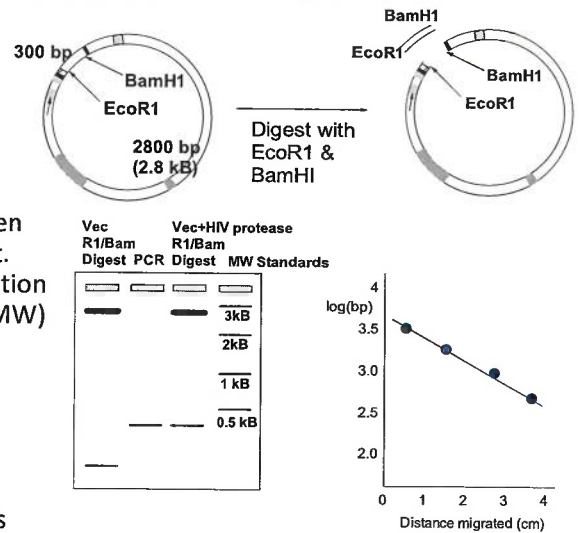 300 bp
BamH1
EcoR1
2800 bp
(2.8 kB)
Digest with
EcoR1 &
BamHI
BamH1
EcoR1
BamH1
EcoR1
en
t.
tion
MW)
s
Vec
R1/Bam
Digest
PCR
Vec+HIV protease
R1/Bam
Digest
MW Standards
3kB
2kB
1 kB
0.5 kB
log(bp)
4
3.5
3.0
2.5
2.0
0 1 2 3 4
Distance migrated (cm)